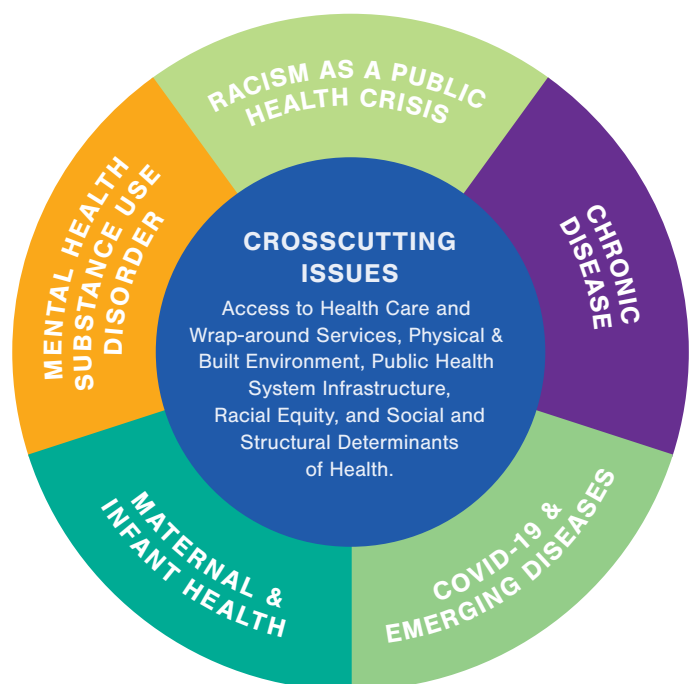 RACISM AS A PUBLIC
HEALTH CRISIS
CHRONIC
DISEASE
COVID-19 &
EMERGING DISEASES
MATERNAL &
INFANT HEALTH
MENTAL HEALTH
SUBSTANCE USE
DISORDER
CROSSCUTTING
ISSUES
Access to Health Care and
Wrap-around Services, Physical &
Built Environment, Public Health
System Infrastructure,
Racial Equity, and Social and
Structural Determinants
of Health.